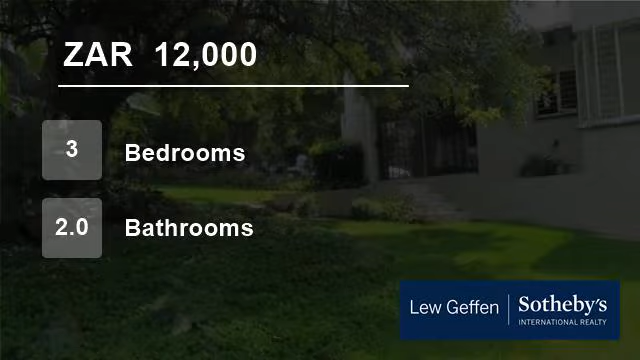 ZAR 12,000
3 Bedrooms
2.0 Bathrooms
Lew Geffen | Sotheby's
INTERNATIONAL REALTY